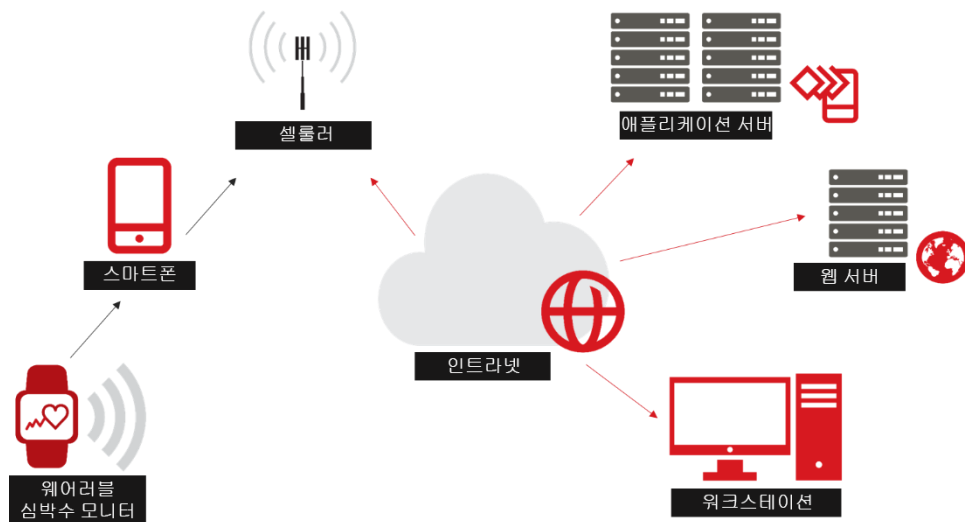 셀룰러
애플리케이션 서버
스마트폰
웹 서버
인트라넷
웨어러블
심박수 모니터
워크스테이션